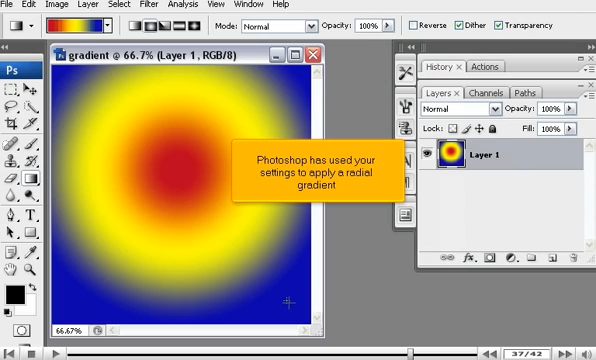 File Edit Image Layer Select Filter Analysis View Window Help
Mode: Normal Opacity: 100% Reverse Dither Transparency
gradient @ 66.7% (Layer 1, RGB/8)
Ps
History × Actions
Layers × Channels Paths
Normal Opacity: 100%
Lock: Fill: 100%
Layer 1
Photoshop has used your
settings to apply a radial
gradient
T
fx
66.67%
37/42